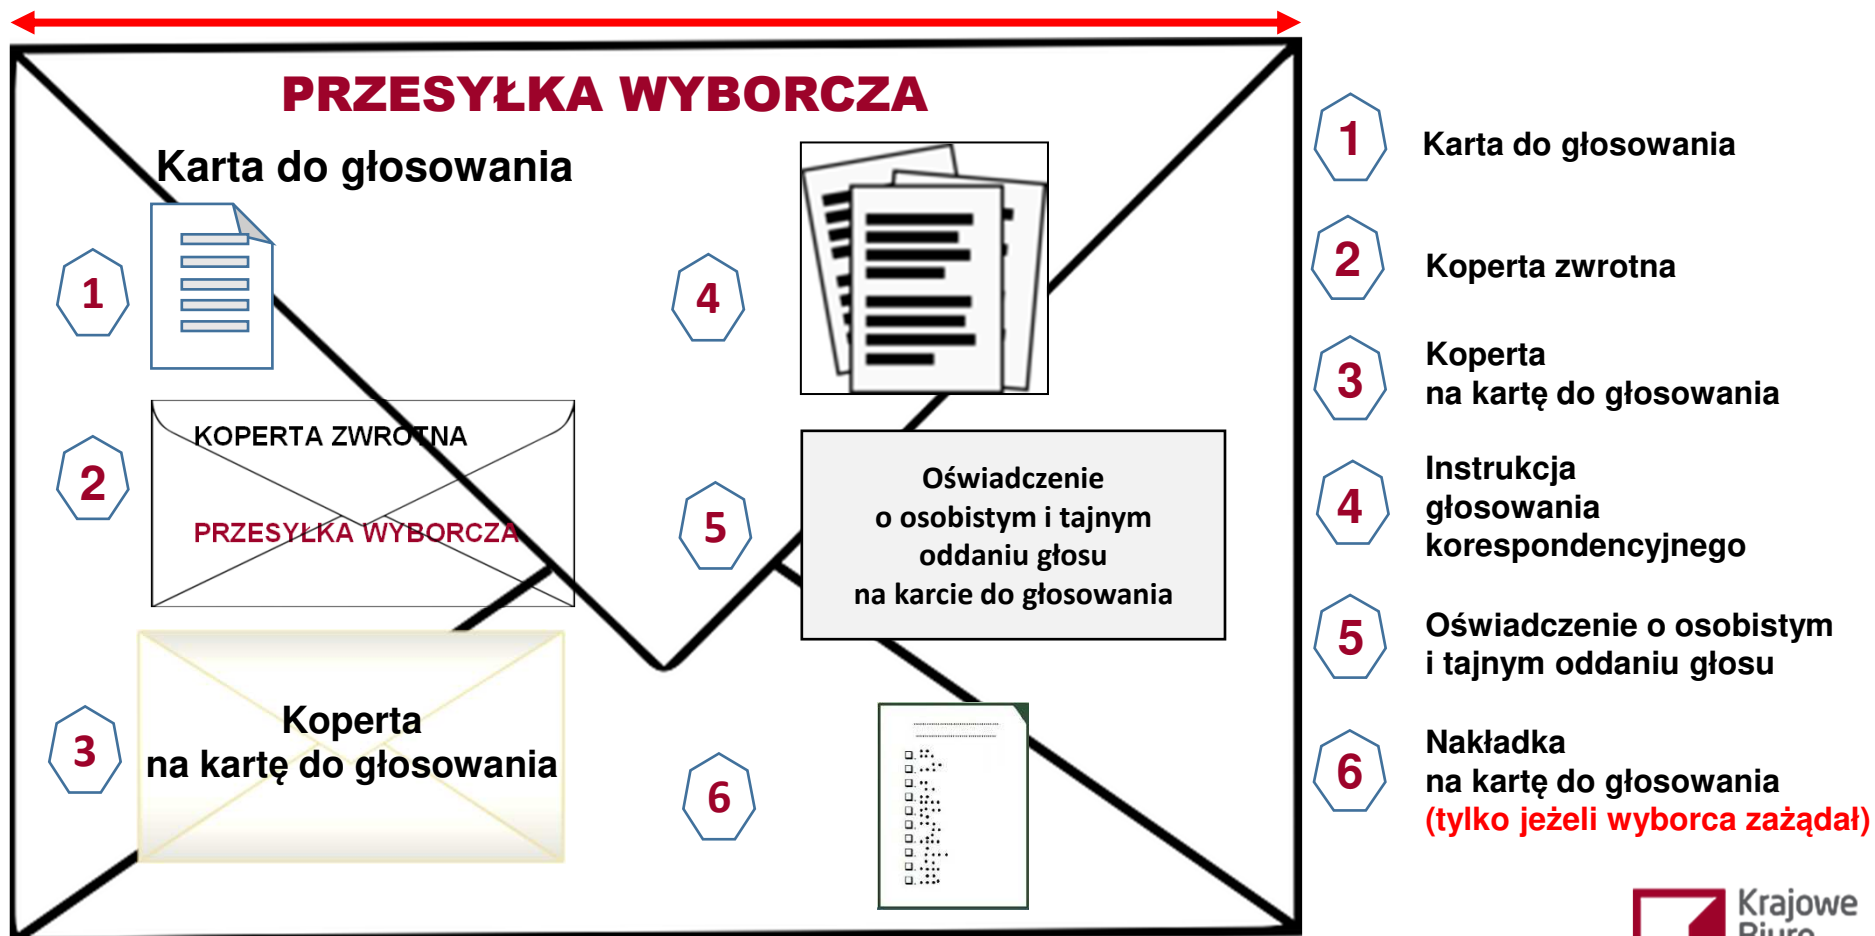 PRZESYŁKA WYBORCZA
Karta do głosowania
1
2
KOPERTA ZWROTNA
PRZESYŁKA WYBORCZA
3
Koperta
na kartę do głosowania
4
5
Oświadczenie
o osobistym i tajnym
oddaniu głosu
na karcie do głosowania
6
1
Karta do głosowania
2
Koperta zwrotna
3
Koperta
na kartę do głosowania
4
Instrukcja
głosowania
korespondencyjnego
5
Oświadczenie o osobistym
i tajnym oddaniu głosu
6
Nakładka
na kartę do głosowania
(tylko jeżeli wyborca zażądał)
Krajowe
Biuro